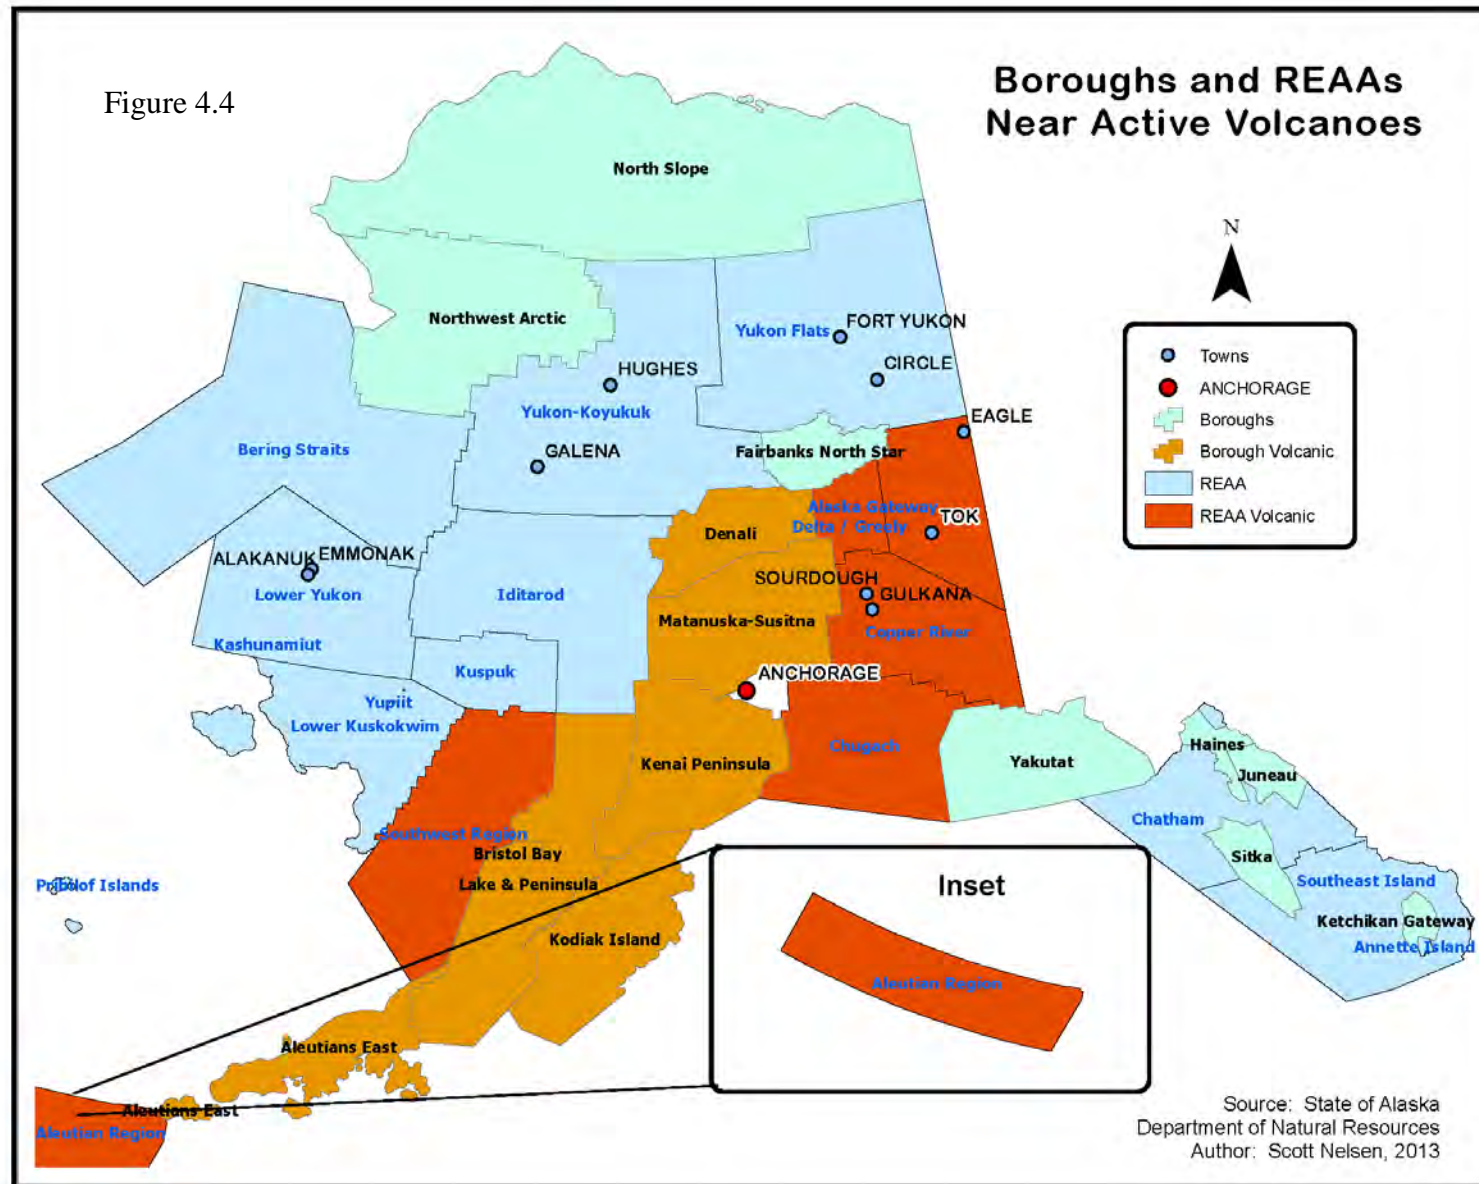 Figure 4.4
Boroughs and REAAs
Near Active Volcanoes
N
Towns
ANCHORAGE
Boroughs
Borough Volcanic
REAA
REAA Volcanic
North Slope
Northwest Arctic
Yukon Flats
FORT YUKON
CIRCLE
HUGHES
Yukon-Koyukuk
EAGLE
Bering Straits
GALENA
Fairbanks North Star
Alaska Gateway
Delta / Greely
TOK
Denali
ALAKANUK
EMMONAK
Lower Yukon
Iditarod
SOURDOUGH
GULKANA
Matanuska-Susitna
Copper River
Kashunamiut
Kuspuk
ANCHORAGE
Yupiit
Lower Kuskokwim
Chugach
Kenai Peninsula
Yakutat
Haines
Juneau
Chatham
Southwest Region
Bristol Bay
Sitka
Lake & Peninsula
Pribilof Islands
Southeast Island
Inset
Ketchikan Gateway
Kodiak Island
Annette Island
Aleutian Region
Aleutians East
Aleutians East
Aleutian Region
Source: State of Alaska
Department of Natural Resources
Author: Scott Nelsen, 2013